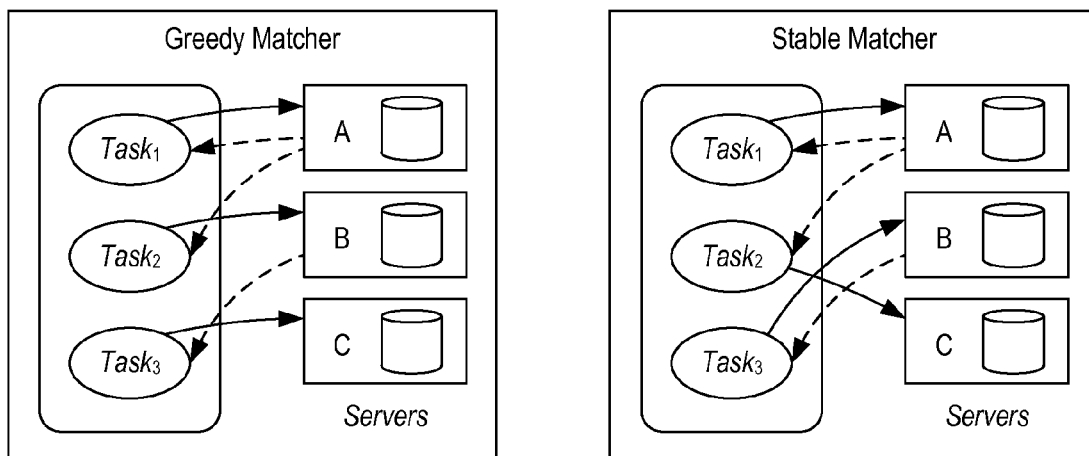 Greedy Matcher
Task1
A
Task2
B
Task3
C
Servers
Stable Matcher
Task1
A
Task2
B
Task3
C
Servers